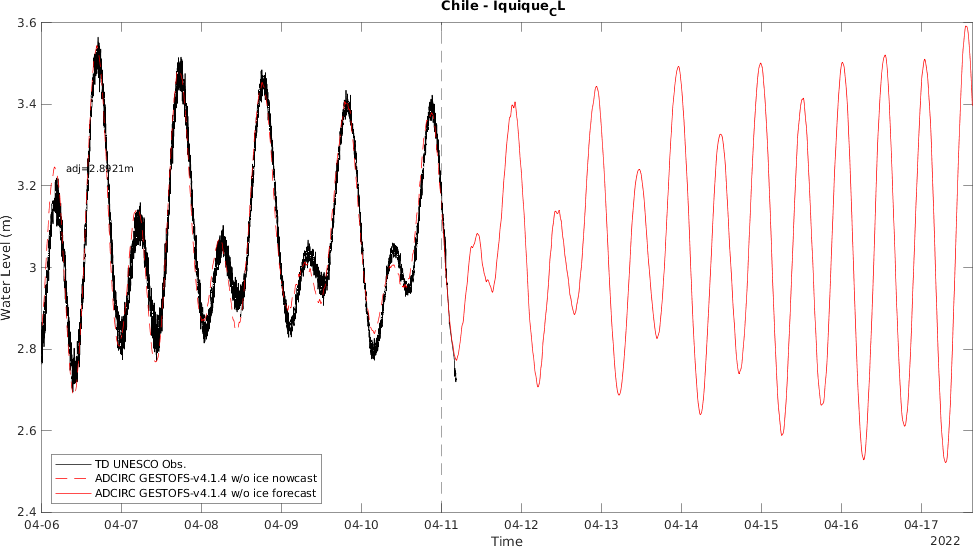 Chile - Iquique_CL
3.6
3.4
3.2
3
2.8
2.6
2.4
Water Level (m)
adj=2.8921m
TD UNESCO Obs.
ADCIRC GESTOFS-v4.1.4 w/o ice nowcast
ADCIRC GESTOFS-v4.1.4 w/o ice forecast
04-06 04-07 04-08 04-09 04-10 04-11 04-12 04-13 04-14 04-15 04-16 04-17
Time
2022